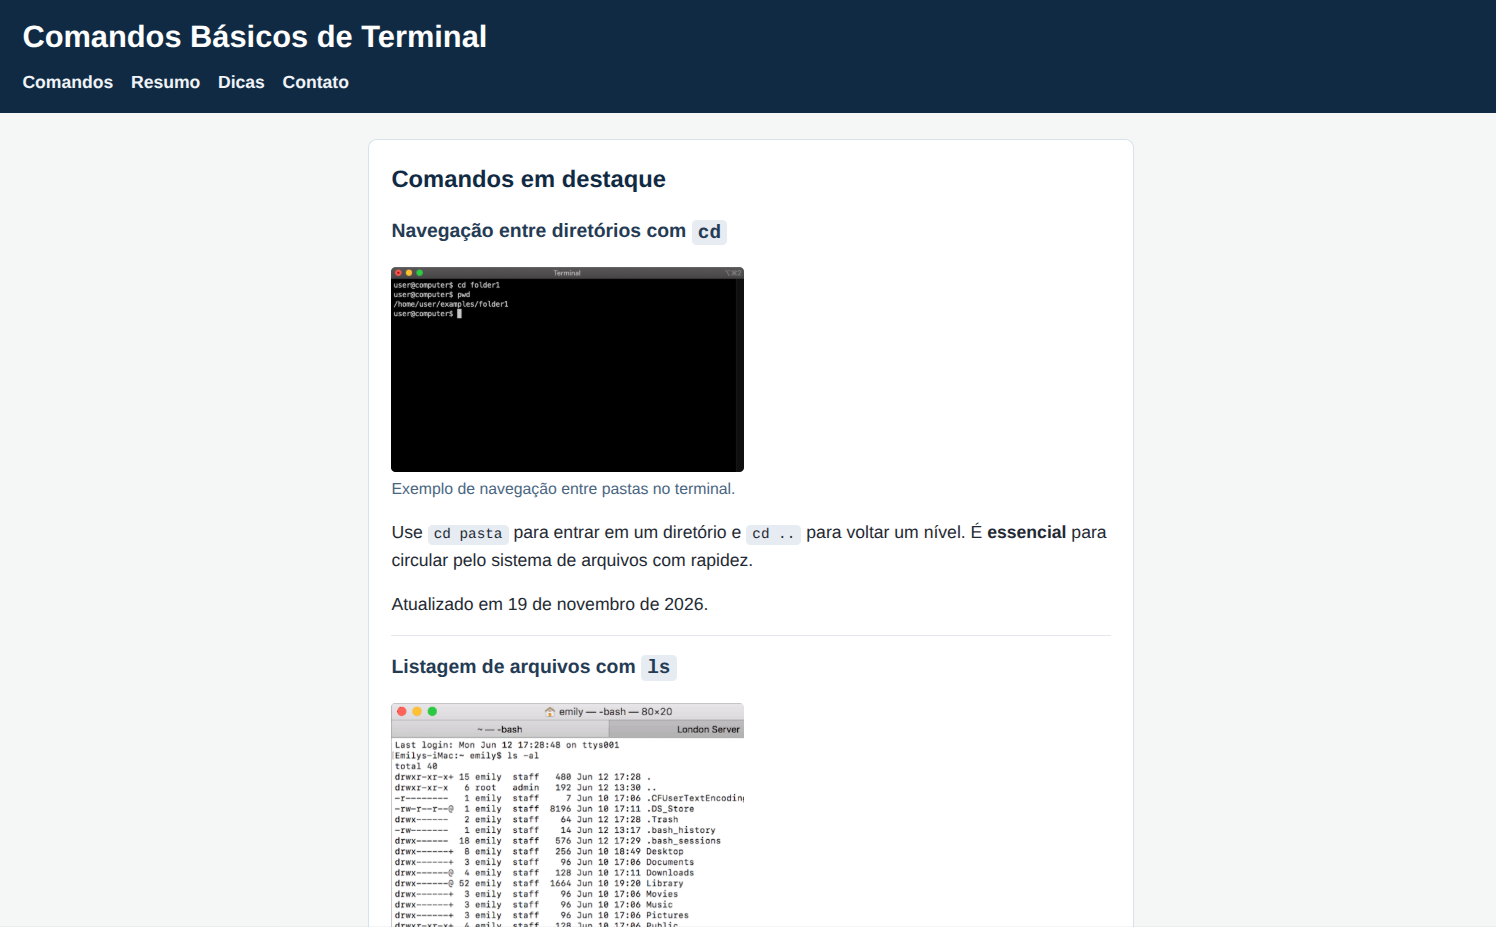 Comandos Básicos de Terminal
Comandos Resumo Dicas Contato
Comandos em destaque
Navegação entre diretórios com cd
Terminal
user@computer$ cd folder1
user@computer$ pwd
/home/user/examples/folder1
user@computer$
Exemplo de navegação entre pastas no terminal.
Use cd pasta para entrar em um diretório e cd .. para voltar um nível. É essencial para
circular pelo sistema de arquivos com rapidez.
Atualizado em 19 de novembro de 2026.
Listagem de arquivos com ls
emily — -bash — 80×20
~ — -bash London Server
Last login: Mon Jun 12 17:28:48 on ttys001
Emilys-iMac:~ emily$ ls -al
total 40
drwxr-xr-x+ 15 emily staff 480 Jun 12 17:28 .
drwxr-xr-x 6 root admin 192 Jun 12 13:30 ..
-r-------- 1 emily staff 7 Jun 10 17:06 .CFUserTextEncoding
-rw-r--r--@ 1 emily staff 8196 Jun 10 17:11 .DS_Store
drwx------ 2 emily staff 64 Jun 12 17:28 .Trash
-rw------- 1 emily staff 14 Jun 12 13:17 .bash_history
drwx------ 18 emily staff 576 Jun 12 17:29 .bash_sessions
drwx------+ 8 emily staff 256 Jun 10 18:49 Desktop
drwx------+ 3 emily staff 96 Jun 10 17:06 Documents
drwx------@ 4 emily staff 128 Jun 10 17:11 Downloads
drwx------@ 52 emily staff 1664 Jun 10 19:20 Library
drwx------+ 3 emily staff 96 Jun 10 17:06 Movies
drwx------+ 3 emily staff 96 Jun 10 17:06 Music
drwx------+ 3 emily staff 96 Jun 10 17:06 Pictures
drwxr-xr-x+ 4 emily staff 128 Jun 10 17:06 Public